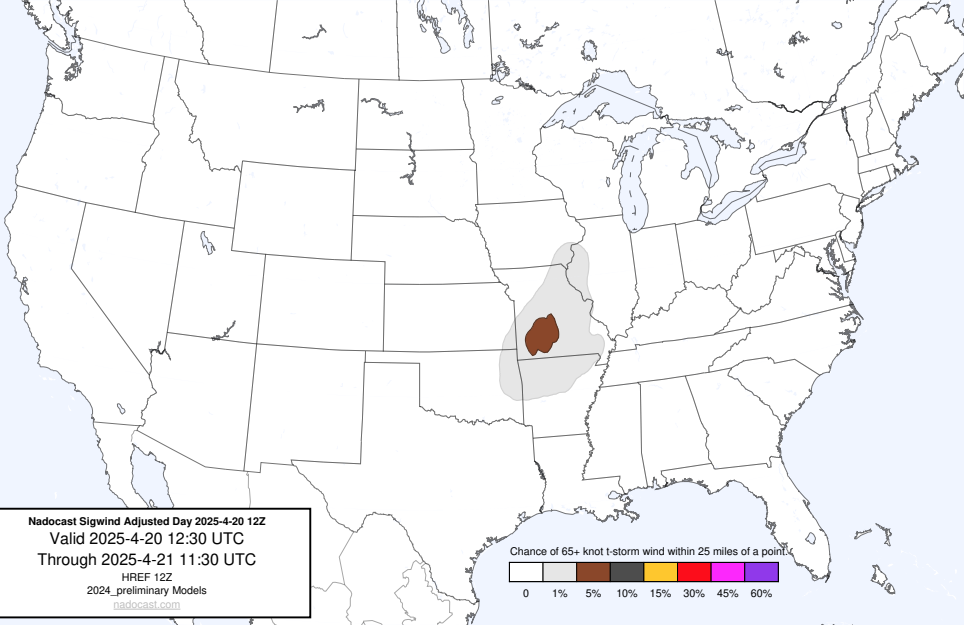 Nadocast Sigwind Adjusted Day 2025-4-20 12Z
Valid 2025-4-20 12:30 UTC
Through 2025-4-21 11:30 UTC
HREF 12Z
2024_preliminary Models
nadocast.com
Chance of 65+ knot t-storm wind within 25 miles of a point.
0 1% 5% 10% 15% 30% 45% 60%